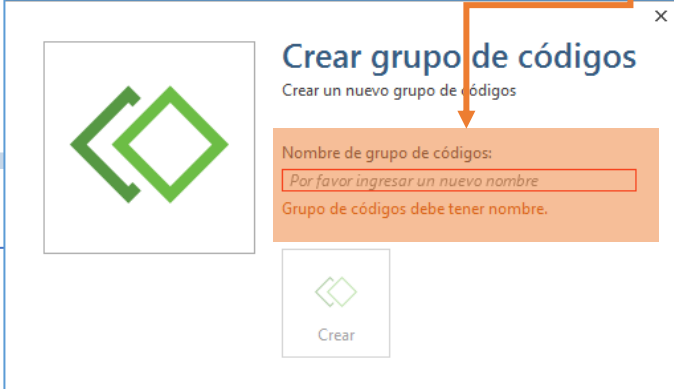 Crear grupo de códigos
Crear un nuevo grupo de códigos
Nombre de grupo de códigos:
Por favor ingresar un nuevo nombre
Grupo de códigos debe tener nombre.
Crear